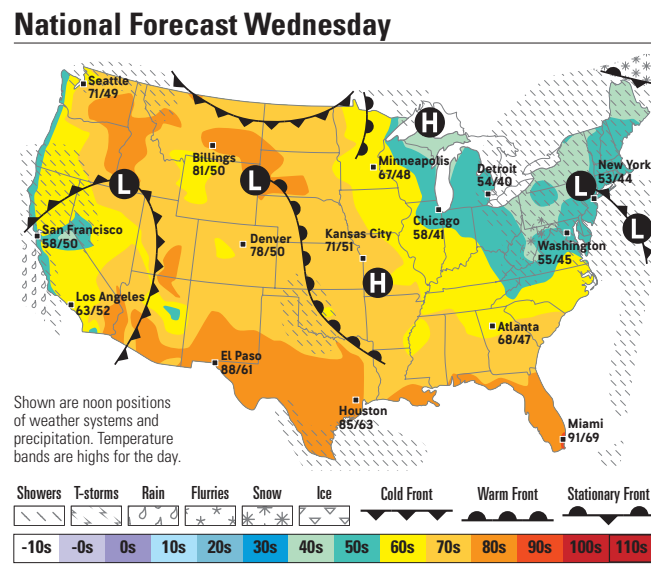 National Forecast Wednesday
Seattle
71/49
Billings
81/50
Minneapolis
67/48
Detroit
54/40
New York
53/44
San Francisco
58/50
Denver
78/50
Kansas City
71/51
Chicago
58/41
Washington
55/45
Los Angeles
63/52
Atlanta
68/47
El Paso
88/61
Houston
85/63
Miami
91/69
H
L
L
L
L
H
Shown are noon positions
of weather systems and
precipitation. Temperature
bands are highs for the day.
Showers T-storms Rain Flurries Snow Ice Cold Front Warm Front Stationary Front
-10s -0s 0s 10s 20s 30s 40s 50s 60s 70s 80s 90s 100s 110s